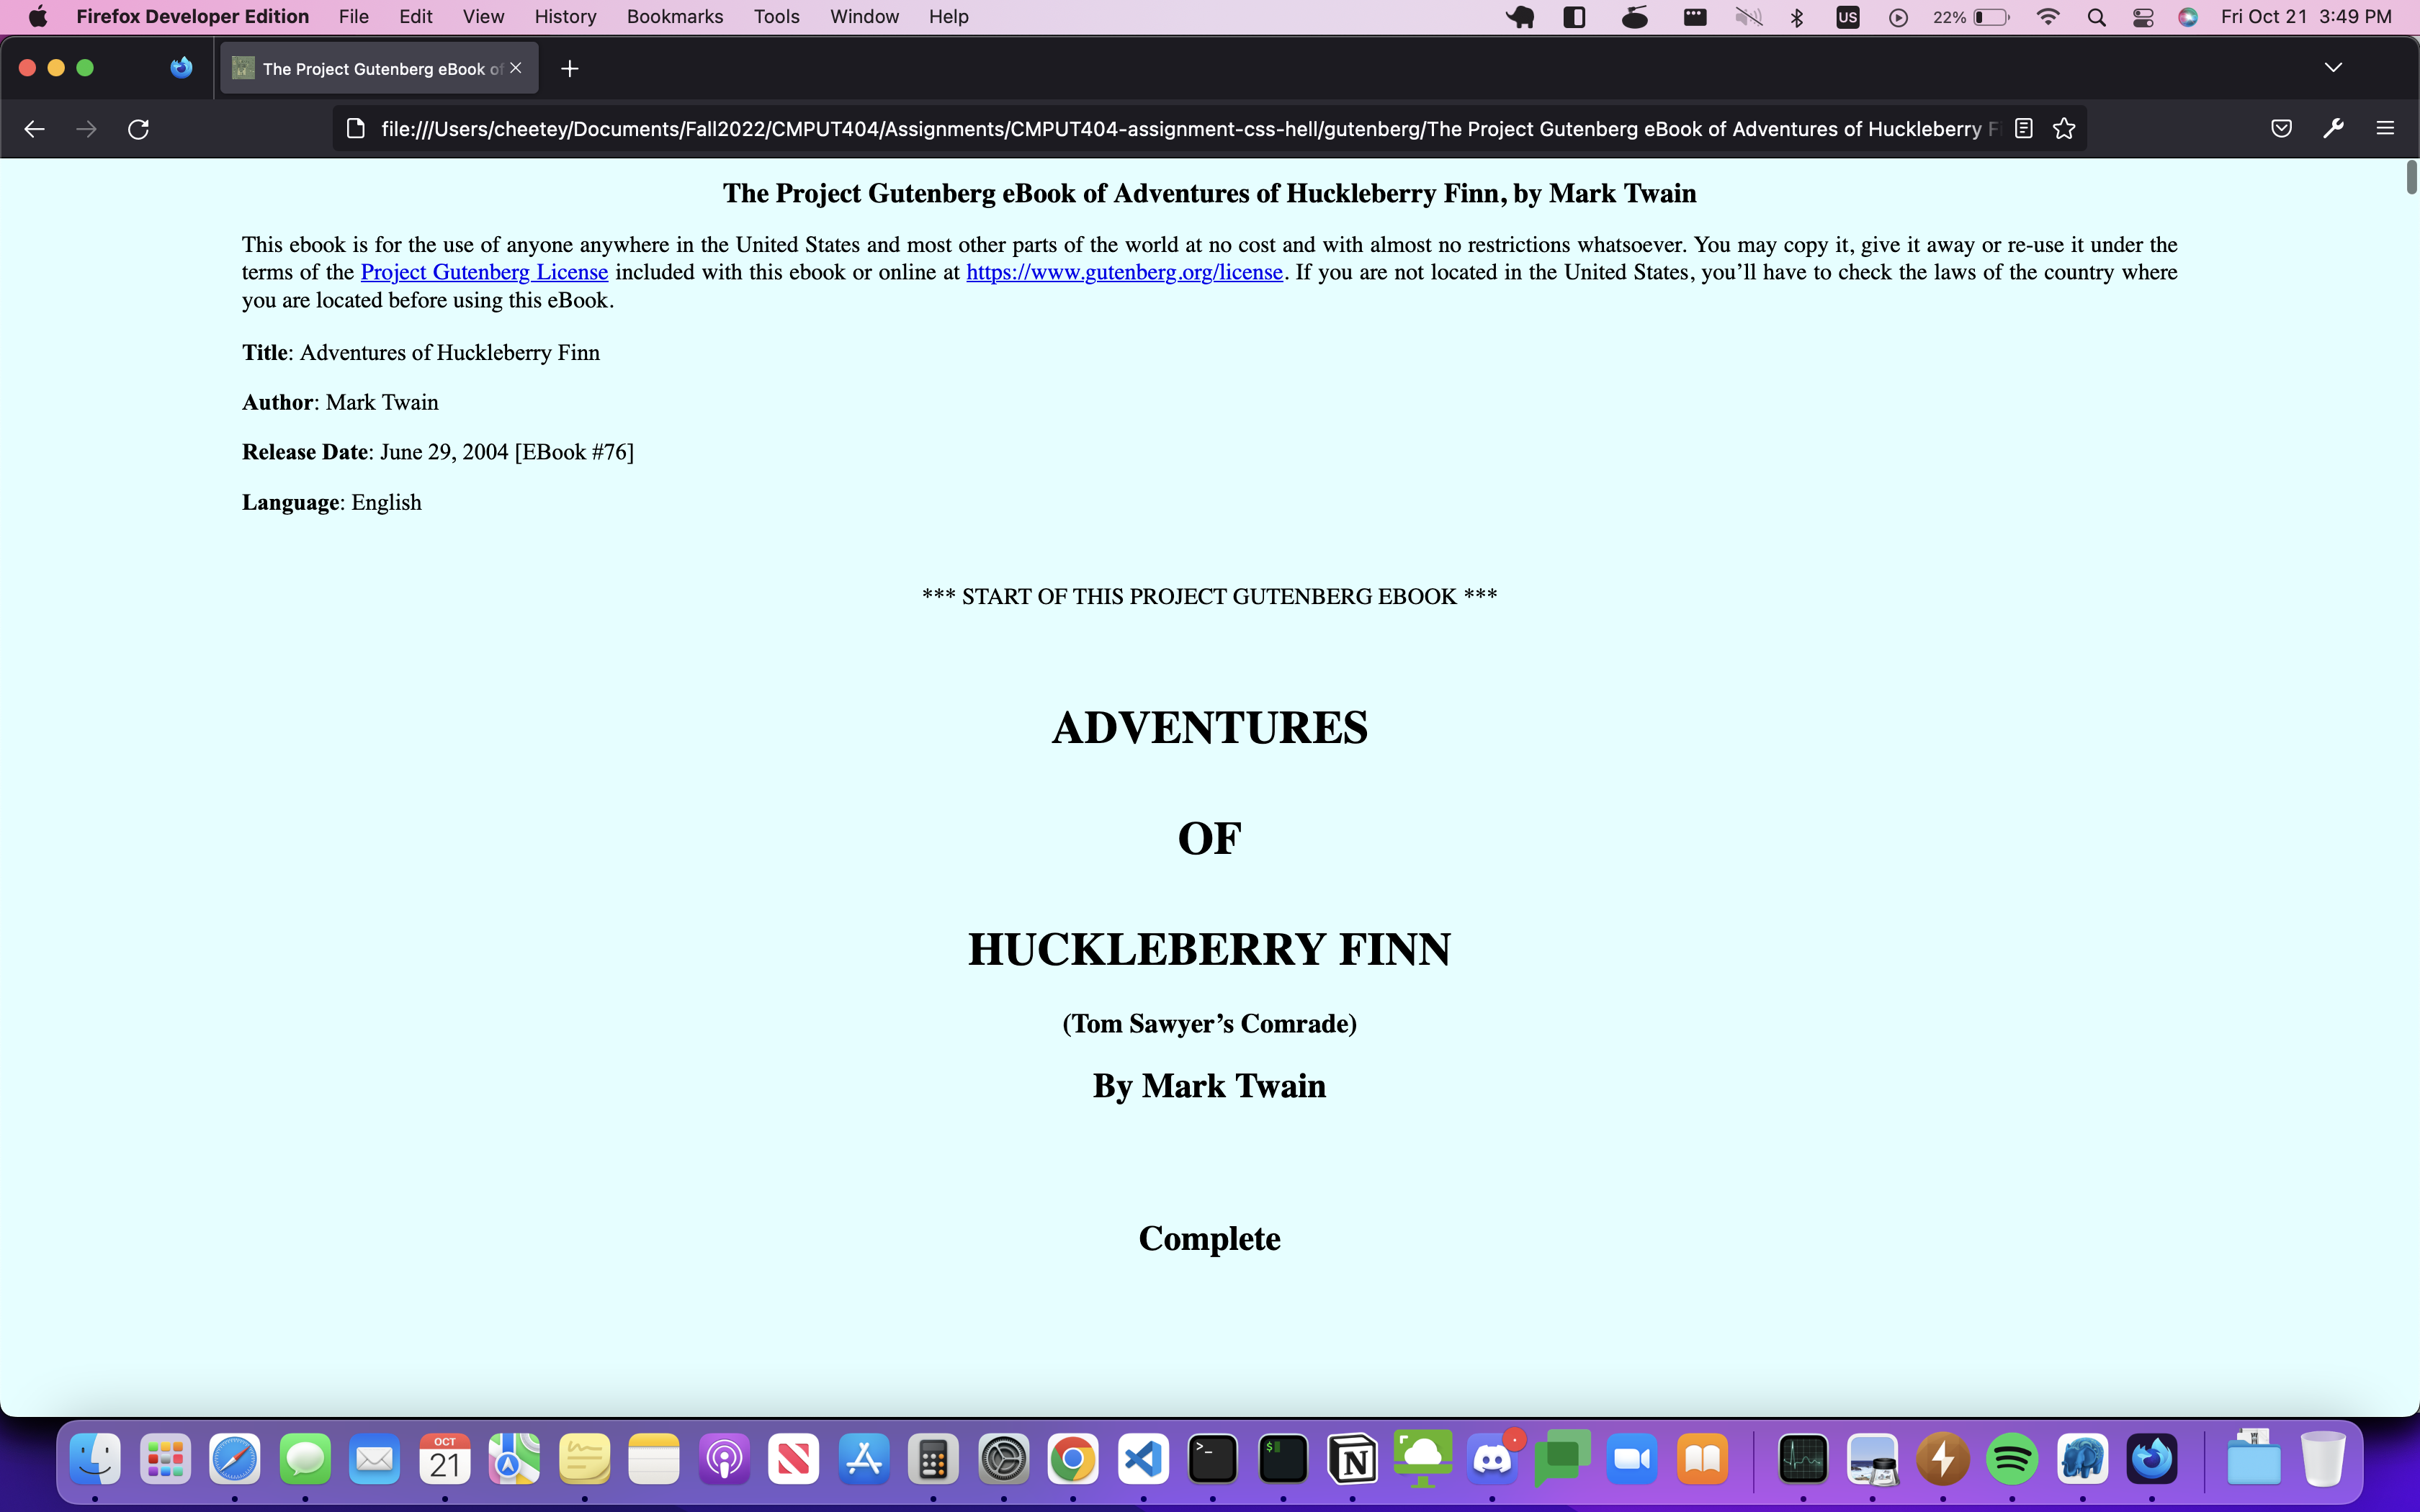 Firefox Developer Edition File Edit View History Bookmarks Tools Window Help US 22% Fri Oct 21 3:49 PM
The Project Gutenberg eBook of
file:///Users/cheetey/Documents/Fall2022/CMPUT404/Assignments/CMPUT404-assignment-css-hell/gutenberg/The Project Gutenberg eBook of Adventures of Huckleberry F
The Project Gutenberg eBook of Adventures of Huckleberry Finn, by Mark Twain
This ebook is for the use of anyone anywhere in the United States and most other parts of the world at no cost and with almost no restrictions whatsoever. You may copy it, give it away or re-use it under the
terms of the Project Gutenberg License included with this ebook or online at https://www.gutenberg.org/license. If you are not located in the United States, you’ll have to check the laws of the country where
you are located before using this eBook.
Title: Adventures of Huckleberry Finn
Author: Mark Twain
Release Date: June 29, 2004 [EBook #76]
Language: English
*** START OF THIS PROJECT GUTENBERG EBOOK ***
ADVENTURES
OF
HUCKLEBERRY FINN
(Tom Sawyer’s Comrade)
By Mark Twain
Complete
OCT
21